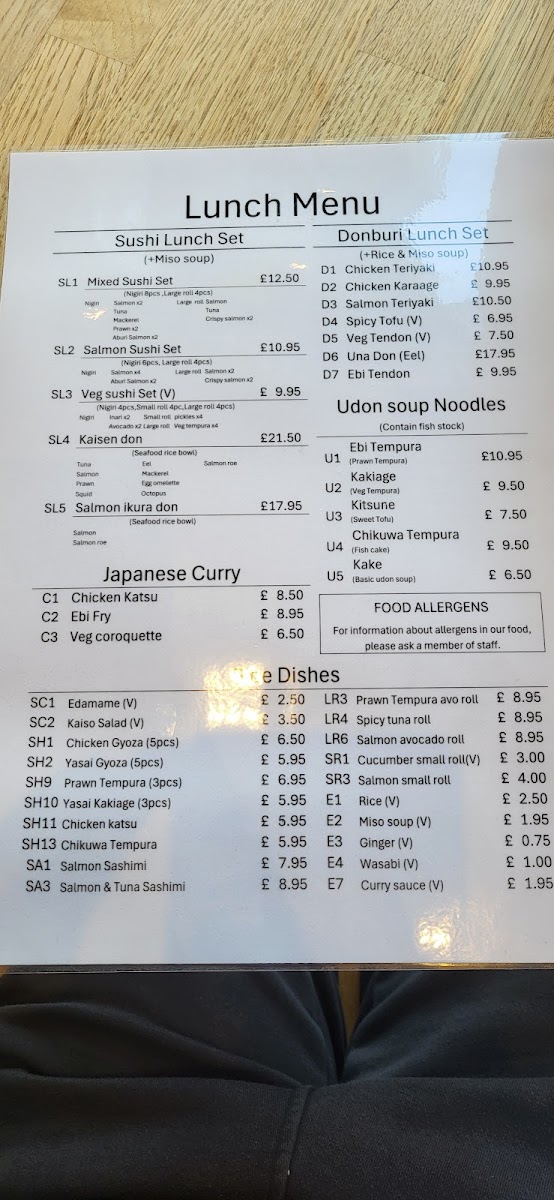 Lunch Menu
Sushi Lunch Set
(+Miso soup)
SL1 Mixed Sushi Set £12.50
(Nigiri 8pcs ,Large roll 4pcs)
Nigiri Salmon x2 Large roll Salmon
Tuna Tuna
Mackerel Crispy salmon x2
Prawn x2
Aburi Salmon x2
SL2 Salmon Sushi Set £10.95
(Nigiri 6pcs, Large roll 4pcs)
Nigiri Salmon x4 Large roll Salmon x2
Aburi Salmon x2 Crispy salmon x2
SL3 Veg sushi Set (V) £ 9.95
(Nigiri 4pcs,Small roll 4pc,Large roll 4pcs)
Nigiri Inari x2 Small roll pickles x4
Avocado x2 Large roll Veg tempura x4
SL4 Kaisen don £21.50
(Seafood rice bowl)
Tuna Eel Salmon roe
Salmon Mackerel
Prawn Egg omelette
Squid Octopus
SL5 Salmon ikura don £17.95
(Seafood rice bowl)
Salmon
Salmon roe
Japanese Curry
C1 Chicken Katsu £ 8.50
C2 Ebi Fry £ 8.95
C3 Veg coroquette £ 6.50
Donburi Lunch Set
(+Rice & Miso soup)
D1 Chicken Teriyaki £10.95
D2 Chicken Karaage £ 9.95
D3 Salmon Teriyaki £10.50
D4 Spicy Tofu (V) £ 6.95
D5 Veg Tendon (V) £ 7.50
D6 Una Don (Eel) £17.95
D7 Ebi Tendon £ 9.95
Udon soup Noodles
(Contain fish stock)
Ebi Tempura
U1 (Prawn Tempura) £10.95
Kakiage
U2 (Veg Tempura) £ 9.50
Kitsune
U3 (Sweet Tofu) £ 7.50
Chikuwa Tempura
U4 (Fish cake) £ 9.50
Kake
U5 (Basic udon soup) £ 6.50
FOOD ALLERGENS
For information about allergens in our food,
please ask a member of staff.
Dishes
SC1 Edamame (V) £ 2.50
SC2 Kaiso Salad (V) £ 3.50
SH1 Chicken Gyoza (5pcs) £ 6.50
SH2 Yasai Gyoza (5pcs) £ 5.95
SH9 Prawn Tempura (3pcs) £ 6.95
SH10 Yasai Kakiage (3pcs) £ 5.95
SH11 Chicken katsu £ 5.95
SH13 Chikuwa Tempura £ 5.95
SA1 Salmon Sashimi £ 7.95
SA3 Salmon & Tuna Sashimi £ 8.95
LR3 Prawn Tempura avo roll £ 8.95
LR4 Spicy tuna roll £ 8.95
LR6 Salmon avocado roll £ 8.95
SR1 Cucumber small roll(V) £ 3.00
SR3 Salmon small roll £ 4.00
E1 Rice (V) £ 2.50
E2 Miso soup (V) £ 1.95
E3 Ginger (V) £ 0.75
E4 Wasabi (V) £ 1.00
E7 Curry sauce (V) £ 1.95